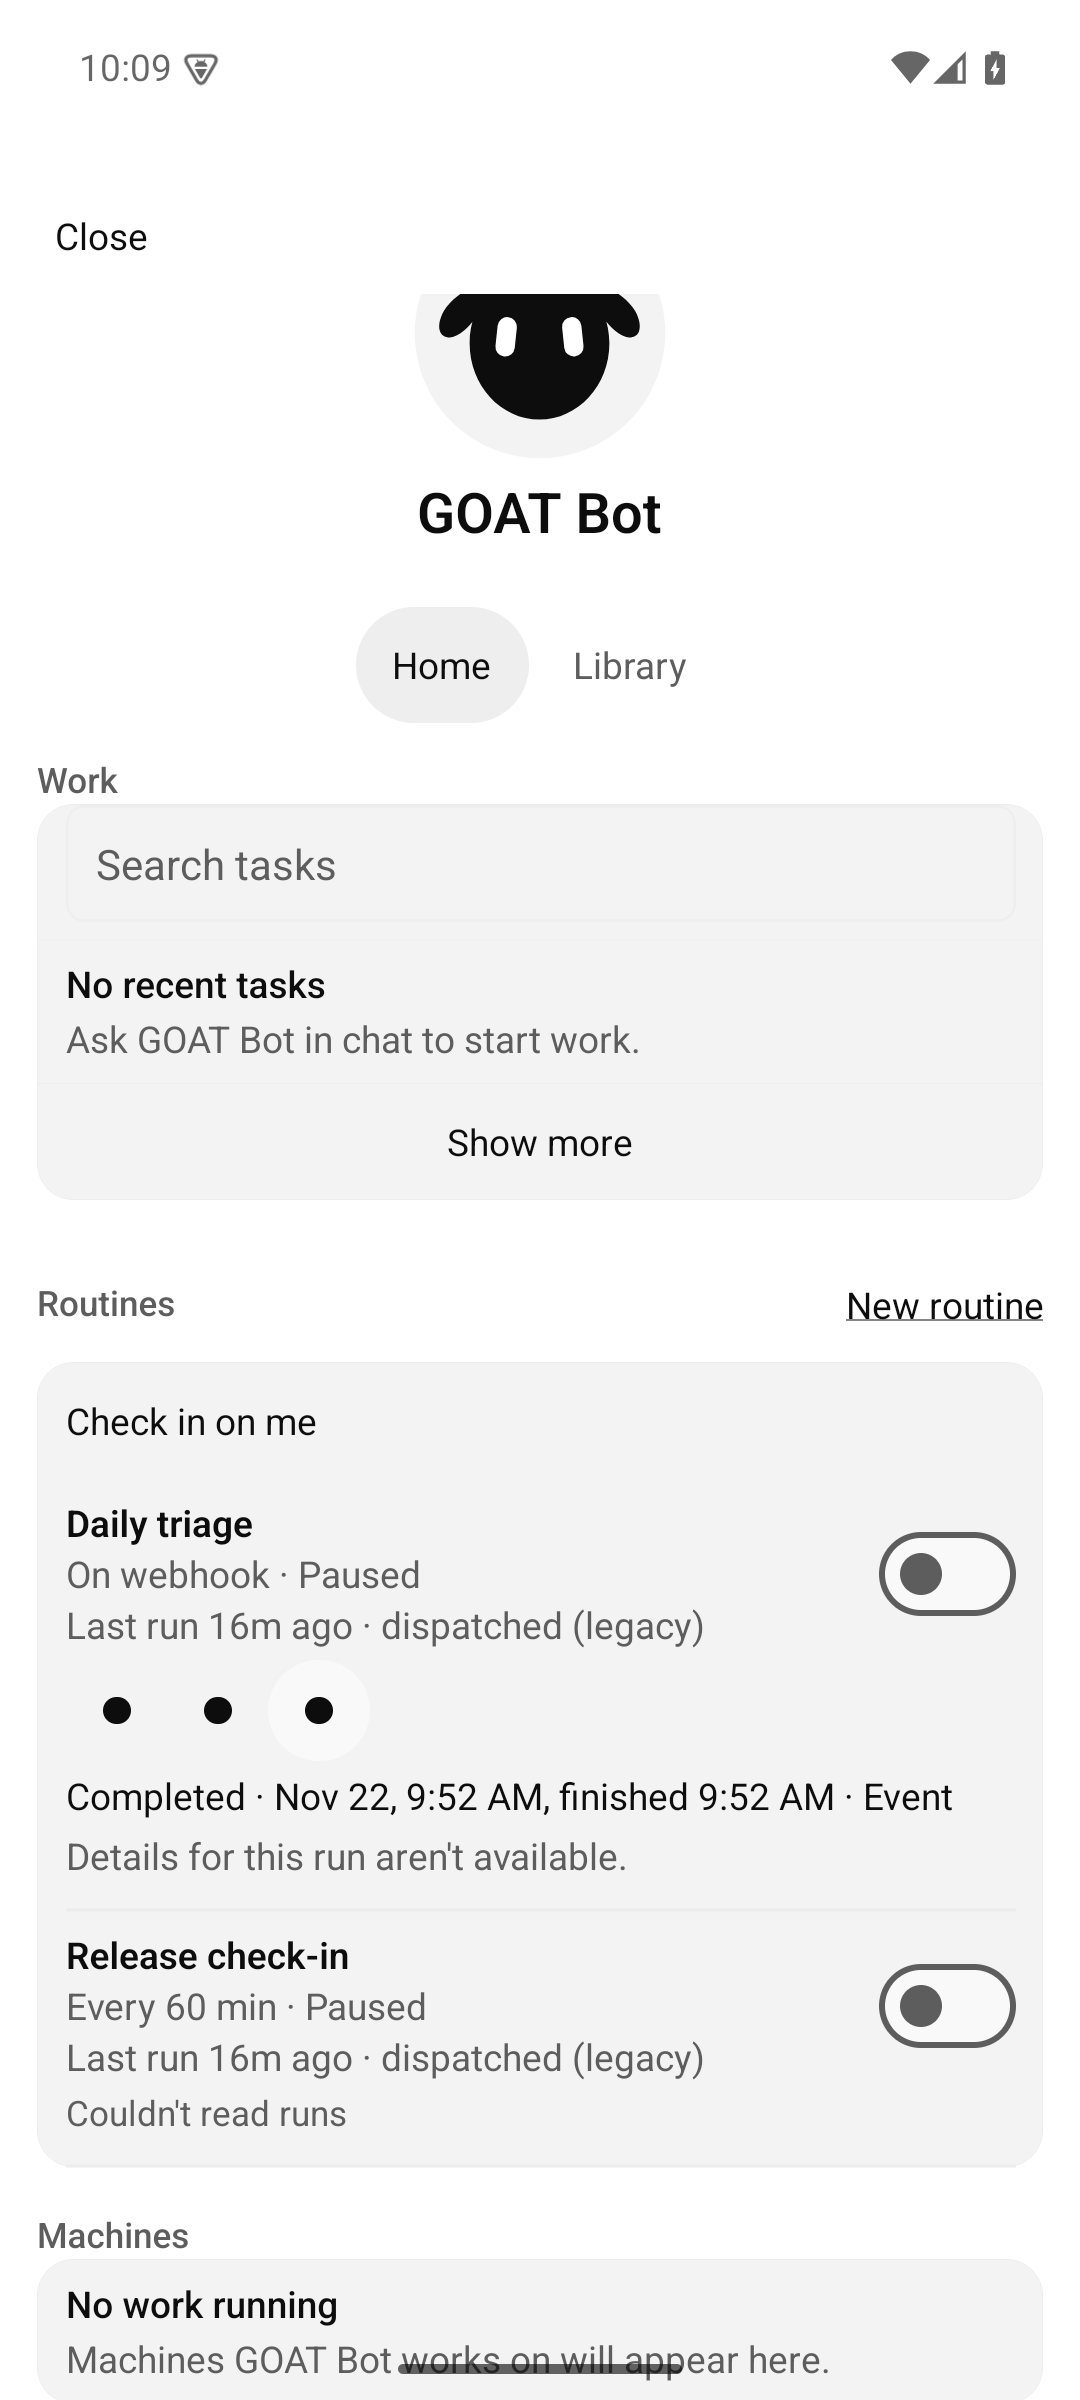 10:09
Close
GOAT Bot
Home
Library
Work
Search tasks
No recent tasks
Ask GOAT Bot in chat to start work.
Show more
Routines
New routine
Check in on me
Daily triage
On webhook · Paused
Last run 16m ago · dispatched (legacy)
Completed · Nov 22, 9:52 AM, finished 9:52 AM · Event
Details for this run aren't available.
Release check-in
Every 60 min · Paused
Last run 16m ago · dispatched (legacy)
Couldn't read runs
Machines
No work running
Machines GOAT Bot works on will appear here.